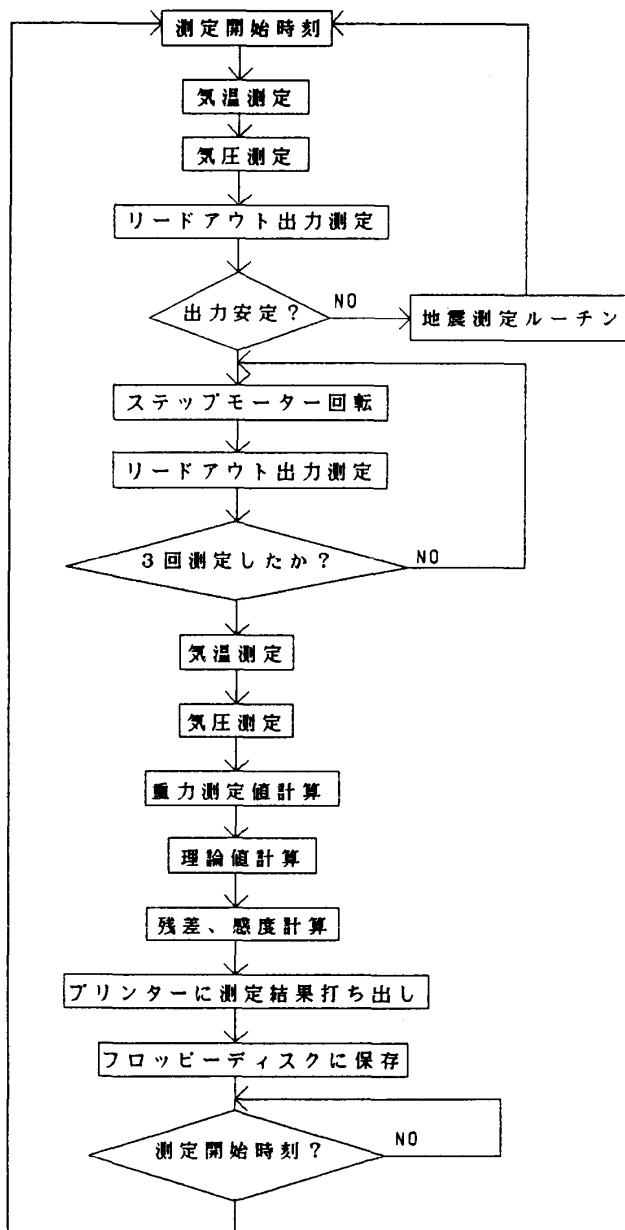 測定開始時刻
気温測定
気圧測定
リードアウト出力測定
出力安定？
NO
地震測定ルーチン
ステップモーター回転
リードアウト出力測定
3回測定したか？
NO
気温測定
気圧測定
重力測定値計算
理論値計算
残差、感度計算
プリンターに測定結果打ち出し
フロッピーディスクに保存
測定開始時刻？
NO